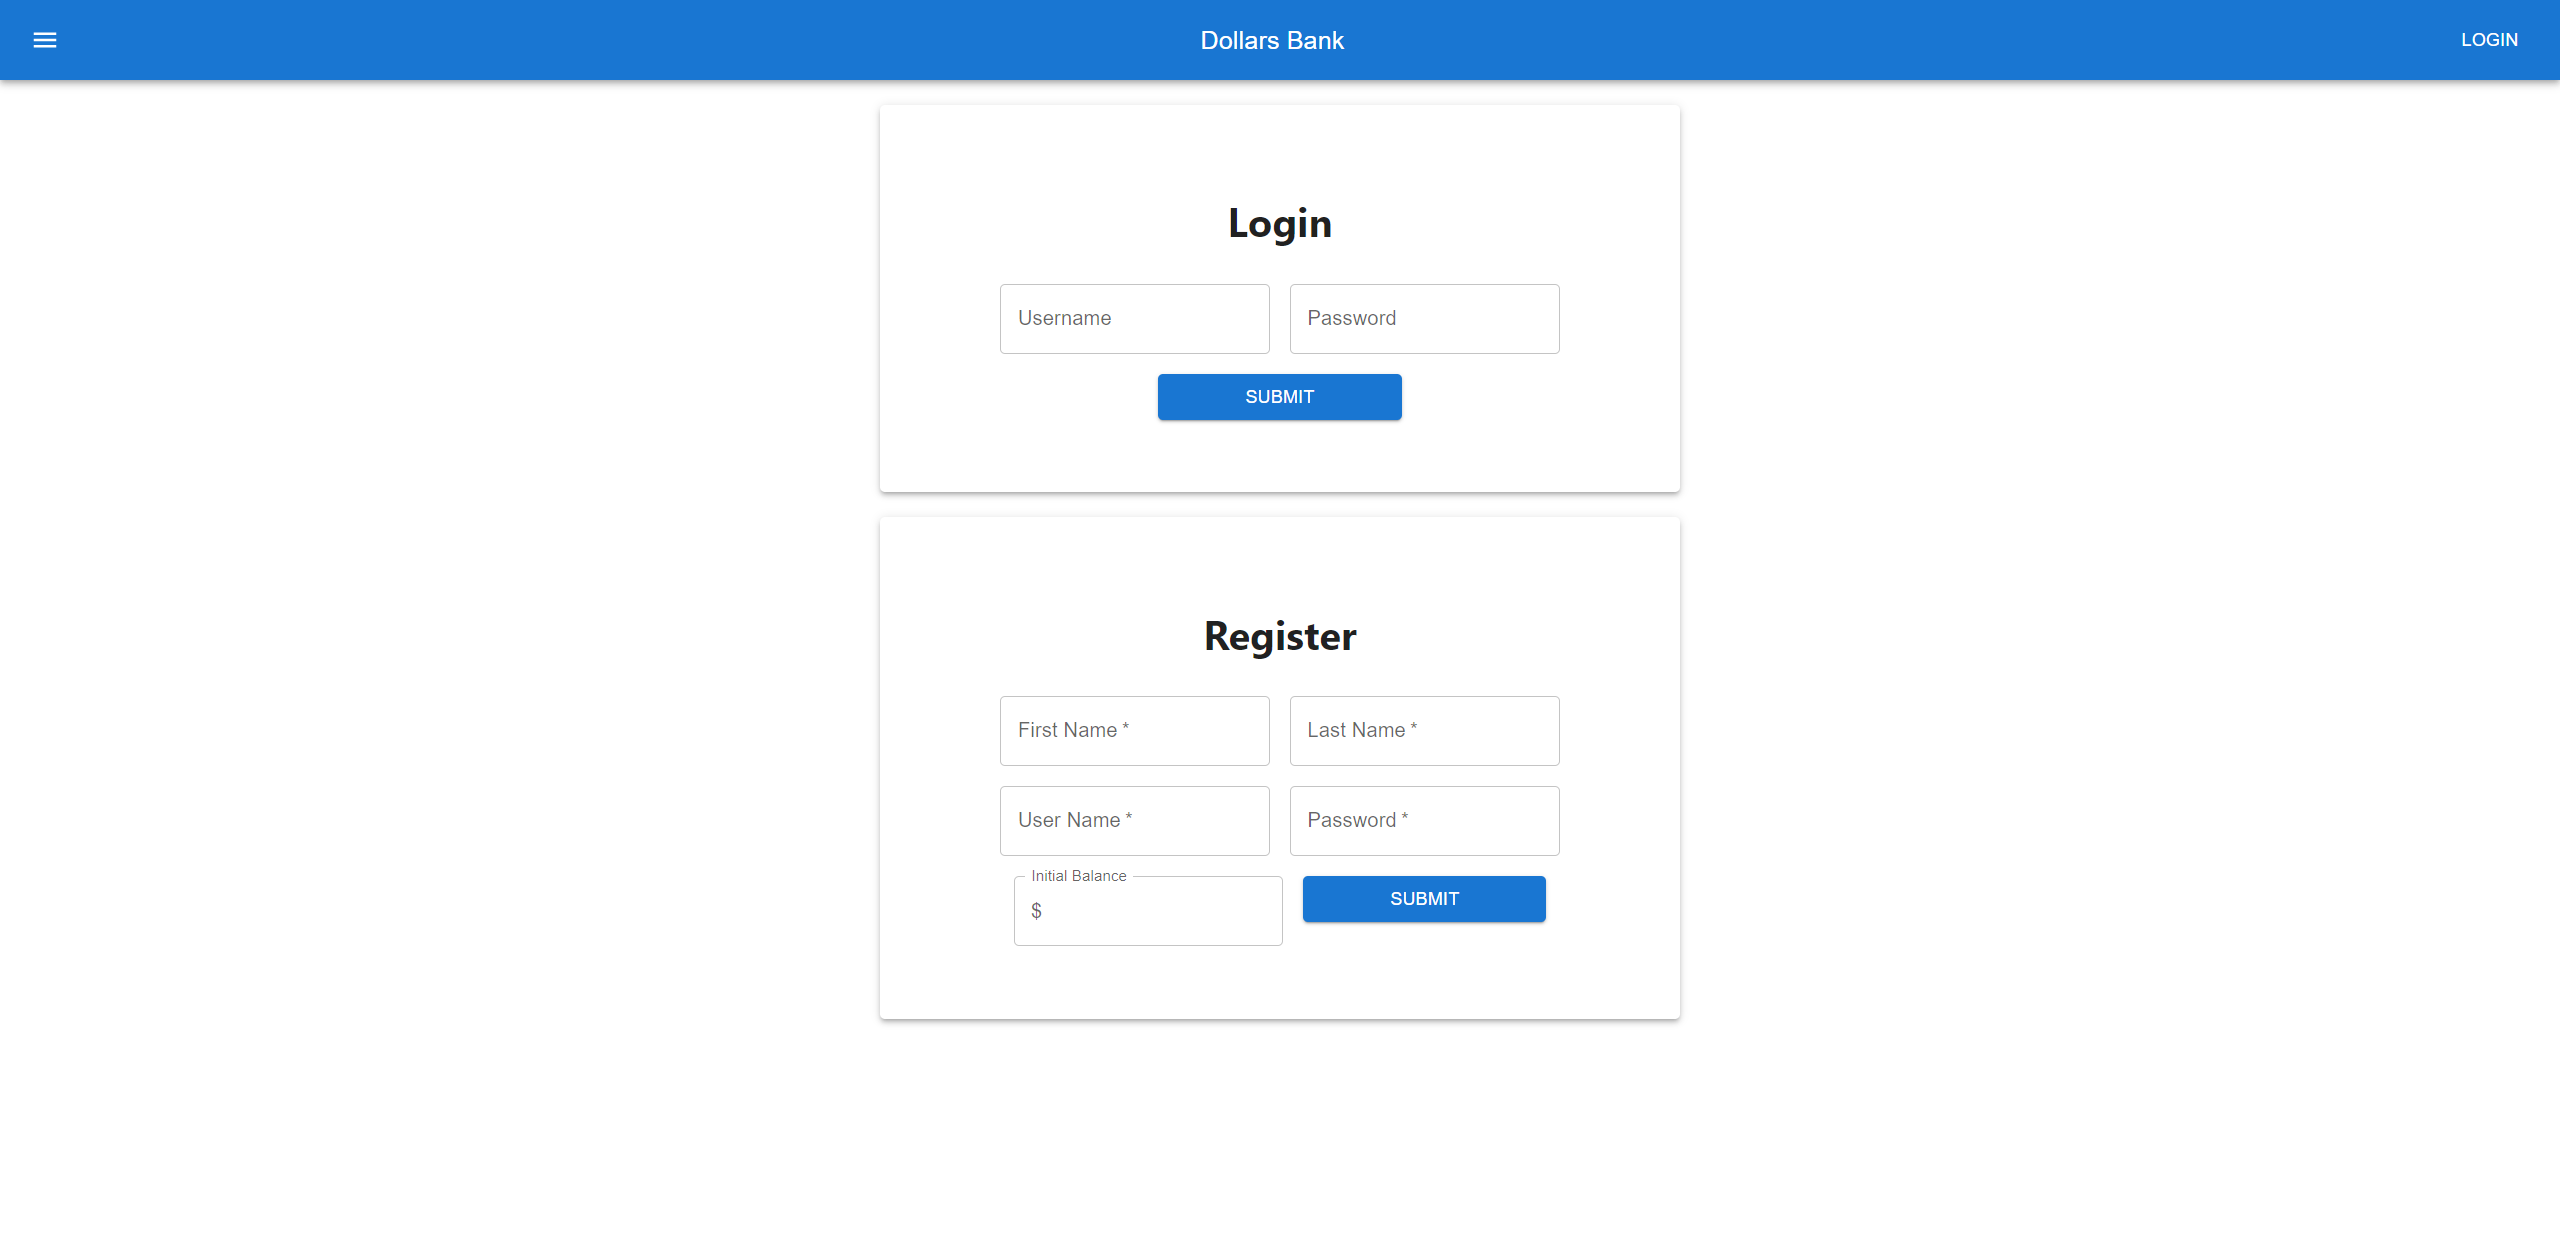 Dollars Bank
LOGIN
Login
Username
Password
SUBMIT
Register
First Name *
Last Name *
User Name *
Password *
Initial Balance
$
SUBMIT